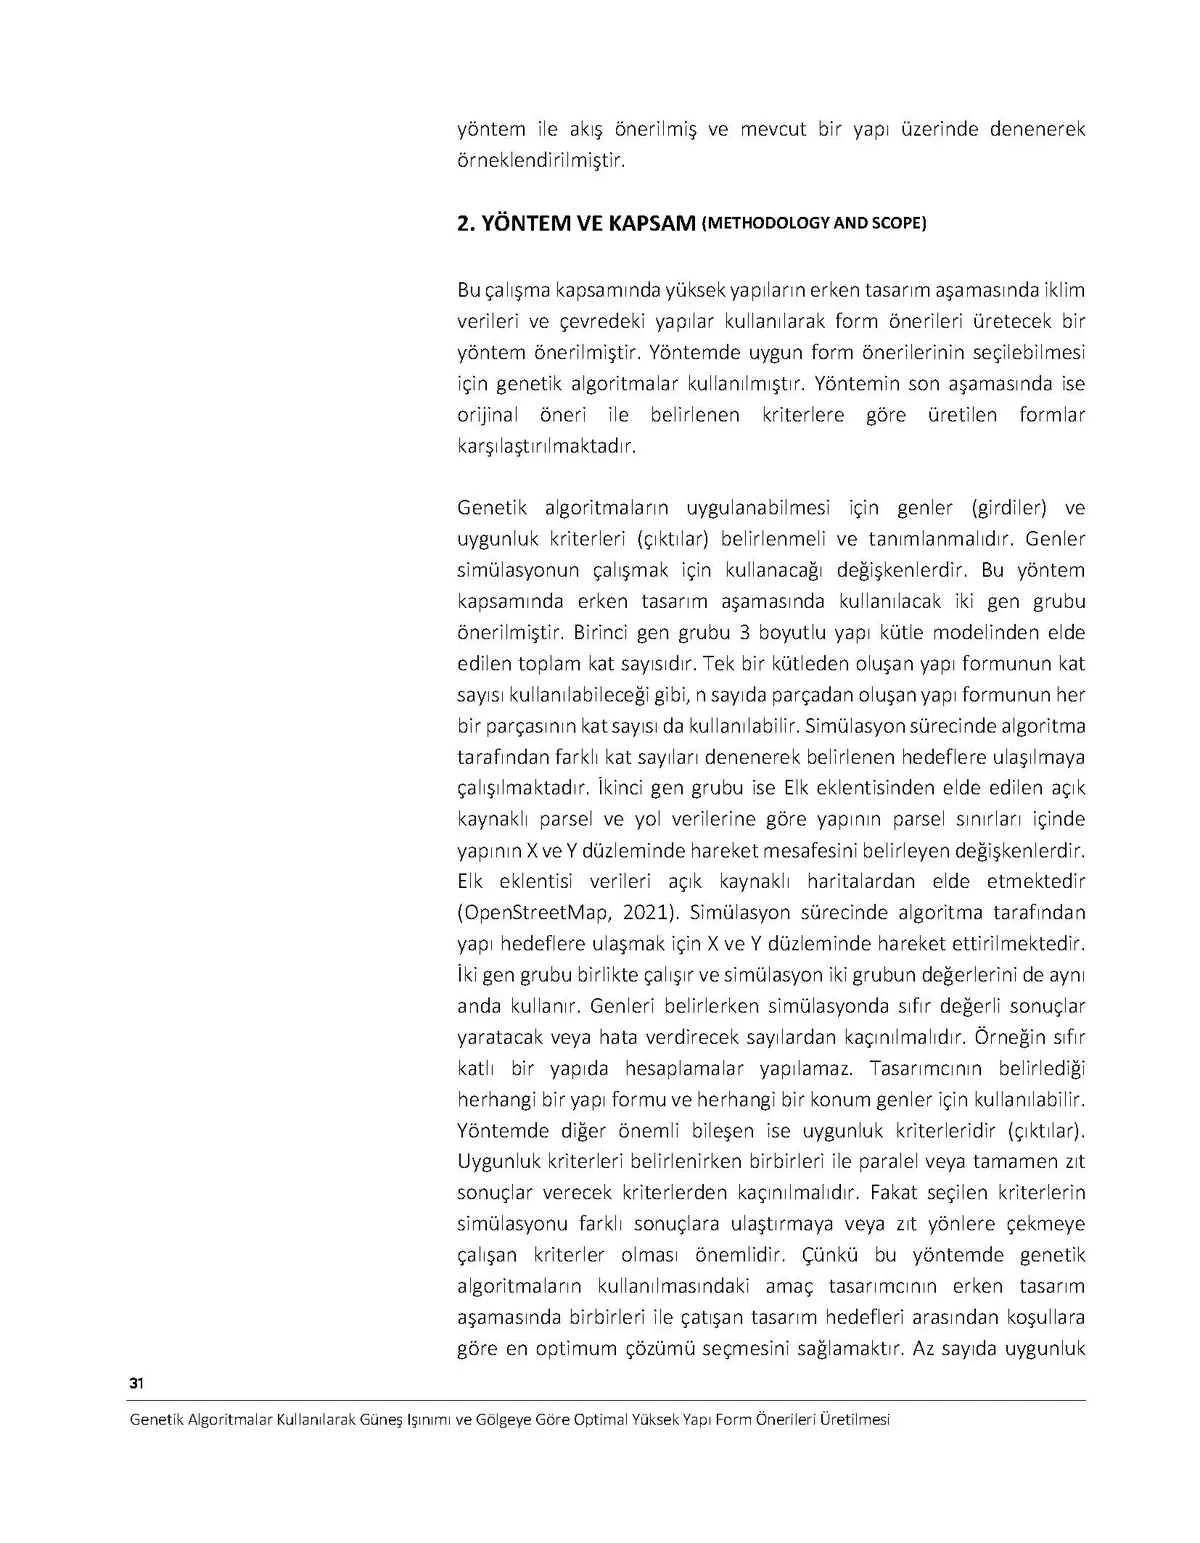 yöntem ile akış önerilmiş ve mevcut bir yapı üzerinde denenerek
örneklendirilmiştir.
2. YÖNTEM VE KAPSAM (METHODOLOGY AND SCOPE)
Bu çalışma kapsamında yüksek yapıların erken tasarım aşamasında iklim
verileri ve çevredeki yapılar kullanılarak form önerileri üretecek bir
yöntem önerilmiştir. Yöntemde uygun form önerilerinin seçilebilmesi
için genetik algoritmalar kullanılmıştır. Yöntemin son aşamasında ise
orijinal öneri ile belirlenen kriterlere göre üretilen formlar
karşılaştırılmaktadır.
Genetik algoritmaların uygulanabilmesi için genler (girdiler) ve
uygunluk kriterleri (çıktılar) belirlenmeli ve tanımlanmalıdır. Genler
simülasyonun çalışmak için kullanacağı değişkenlerdir. Bu yöntem
kapsamında erken tasarım aşamasında kullanılacak iki gen grubu
önerilmiştir. Birinci gen grubu 3 boyutlu yapı kütle modelinden elde
edilen toplam kat sayısıdır. Tek bir kütleden oluşan yapı formunun kat
sayısı kullanılabileceği gibi, n sayıda parçadan oluşan yapı formunun her
bir parçasının kat sayısı da kullanılabilir. Simülasyon sürecinde algoritma
tarafından farklı kat sayıları denenerek belirlenen hedeflere ulaşılmaya
çalışılmaktadır. İkinci gen grubu ise Elk eklentisinden elde edilen açık
kaynaklı parsel ve yol verilerine göre yapının parsel sınırları içinde
yapının X ve Y düzleminde hareket mesafesini belirleyen değişkenlerdir.
Elk eklentisi verileri açık kaynaklı haritalardan elde etmektedir
(OpenStreetMap, 2021). Simülasyon sürecinde algoritma tarafından
yapı hedeflere ulaşmak için X ve Y düzleminde hareket ettirilmektedir.
İki gen grubu birlikte çalışır ve simülasyon iki grubun değerlerini de aynı
anda kullanır. Genleri belirlerken simülasyonda sıfır değerli sonuçlar
yaratacak veya hata verdirecek sayılardan kaçınılmalıdır. Örneğin sıfır
katlı bir yapıda hesaplamalar yapılamaz. Tasarımcının belirlediği
herhangi bir yapı formu ve herhangi bir konum genler için kullanılabilir.
Yöntemde diğer önemli bileşen ise uygunluk kriterleridir (çıktılar).
Uygunluk kriterleri belirlenirken birbirleri ile paralel veya tamamen zıt
sonuçlar verecek kriterlerden kaçınılmalıdır. Fakat seçilen kriterlerin
simülasyonu farklı sonuçlara ulaştırmaya veya zıt yönlere çekmeye
çalışan kriterler olması önemlidir. Çünkü bu yöntemde genetik
algoritmaların kullanılmasındaki amaç tasarımcının erken tasarım
aşamasında birbirleri ile çatışan tasarım hedefleri arasından koşullara
göre en optimum çözümü seçmesini sağlamaktır. Az sayıda uygunluk
31
Genetik Algoritmalar Kullanılarak Güneş Işınımı ve Gölgeye Göre Optimal Yüksek Yapı Form Önerileri Üretilmesi